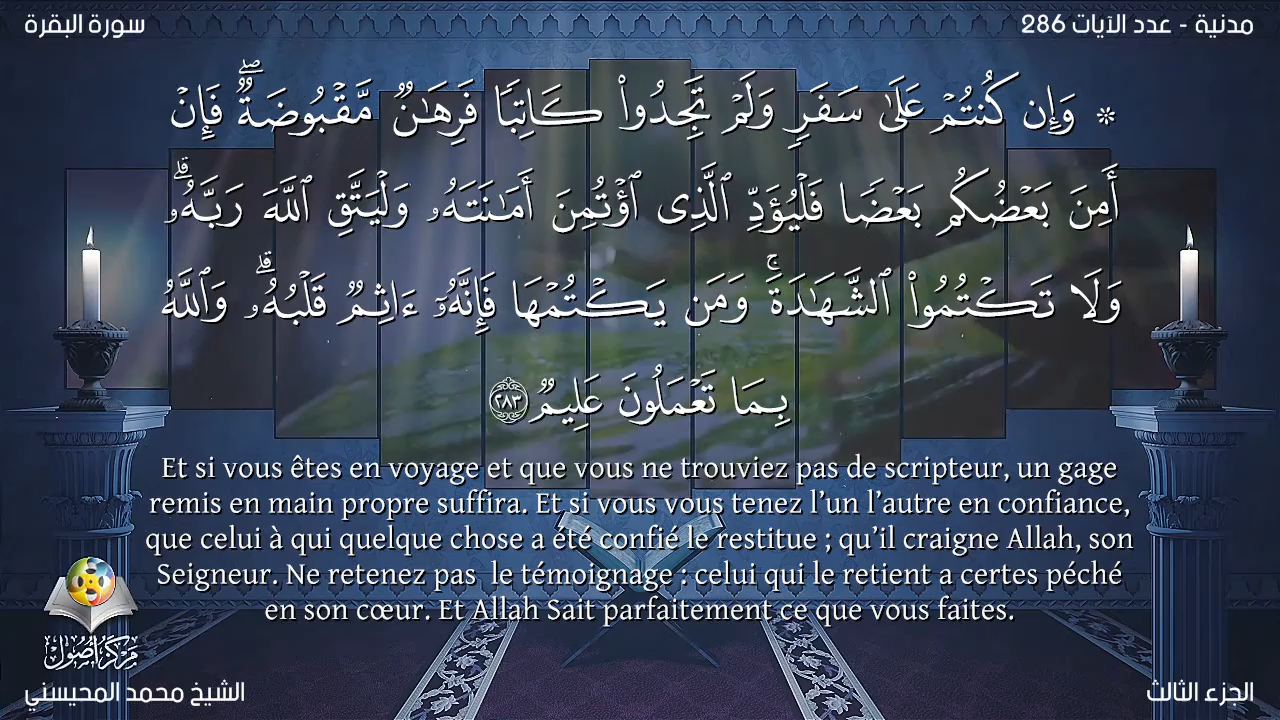 سورة البقرة
مدنية - عدد الآيات 286
۞ وَإِن كُنتُمْ عَلَىٰ سَفَرٍ وَلَمْ تَجِدُوا۟ كَاتِبًا فَرِهَـٰنٌ مَّقْبُوضَةٌ ۖ فَإِنْ
أَمِنَ بَعْضُكُم بَعْضًا فَلْيُؤَدِّ ٱلَّذِى ٱؤْتُمِنَ أَمَـٰنَتَهُۥ وَلْيَتَّقِ ٱللَّهَ رَبَّهُۥ ۗ
وَلَا تَكْتُمُوا۟ ٱلشَّهَـٰدَةَ ۚ وَمَن يَكْتُمْهَا فَإِنَّهُۥٓ ءَاثِمٌ قَلْبُهُۥ ۗ وَٱللَّهُ
بِمَا تَعْمَلُونَ عَلِيمٌ ٢٨٣
Et si vous êtes en voyage et que vous ne trouviez pas de scripteur, un gage
remis en main propre suffira. Et si vous vous tenez l’un l’autre en confiance,
que celui à qui quelque chose a été confié le restitue ; qu’il craigne Allah, son
Seigneur. Ne retenez pas le témoignage : celui qui le retient a certes péché
en son cœur. Et Allah Sait parfaitement ce que vous faites.
مركز أصول
الشيخ محمد المحيسني
الجزء الثالث